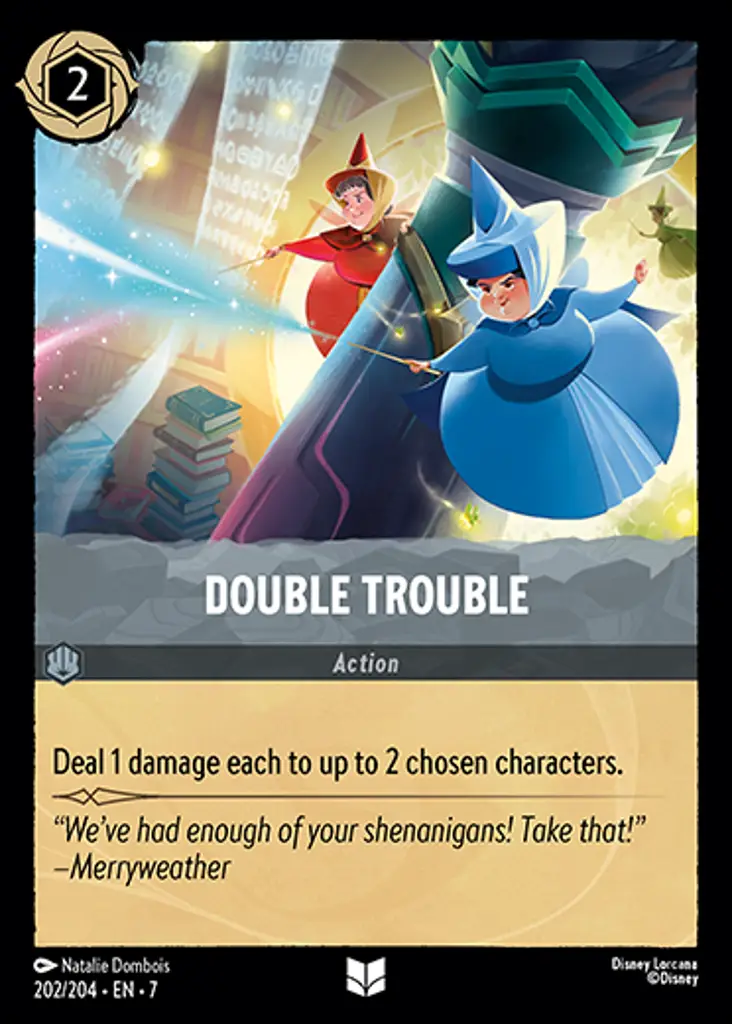 2
DOUBLE TROUBLE
Action
Deal 1 damage each to up to 2 chosen characters.
“We’ve had enough of your shenanigans! Take that!”
–Merryweather
Natalie Dombois
202/204 • EN • 7
Disney Lorcana
©Disney